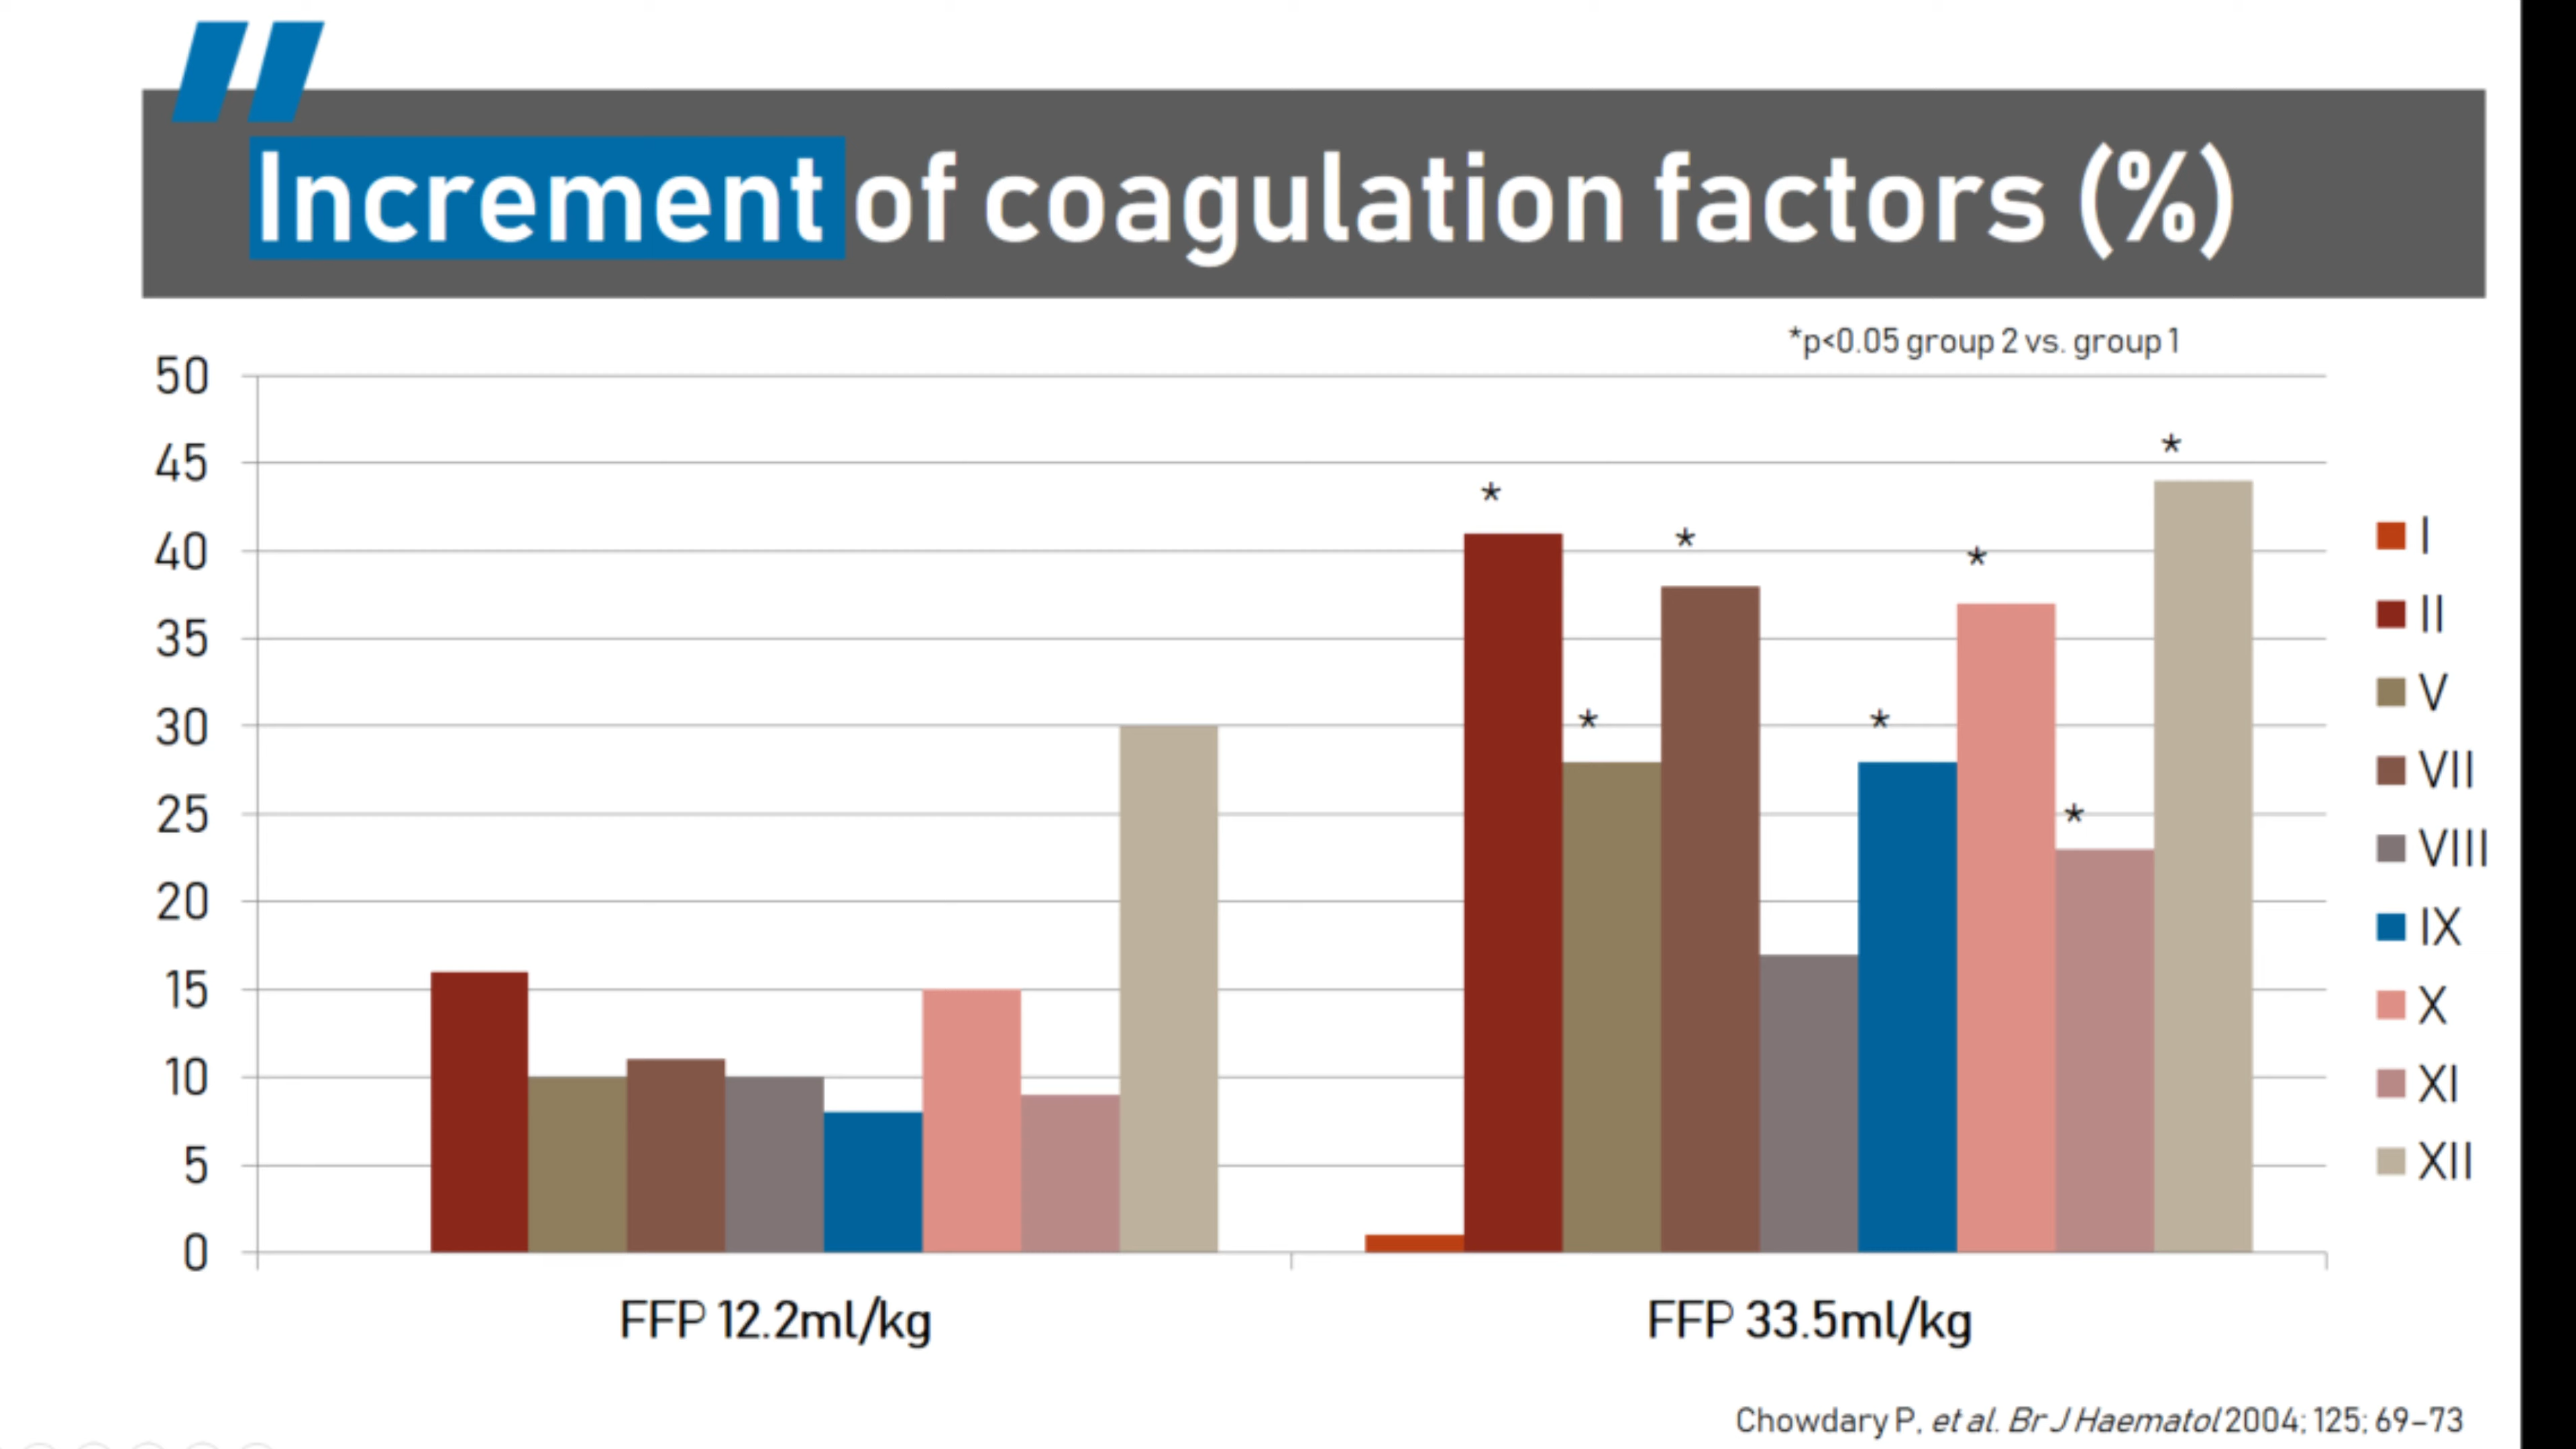 Increment of coagulation factors (%)
*p<0.05 group 2 vs. group 1
50
45
40
35
30
25
20
15
10
5
0
*
*
*
*
*
*
*
I
II
V
VII
VIII
IX
X
XI
XII
FFP 12.2ml/kg
FFP 33.5ml/kg
Chowdary P, et al. Br J Haematol 2004; 125; 69–73